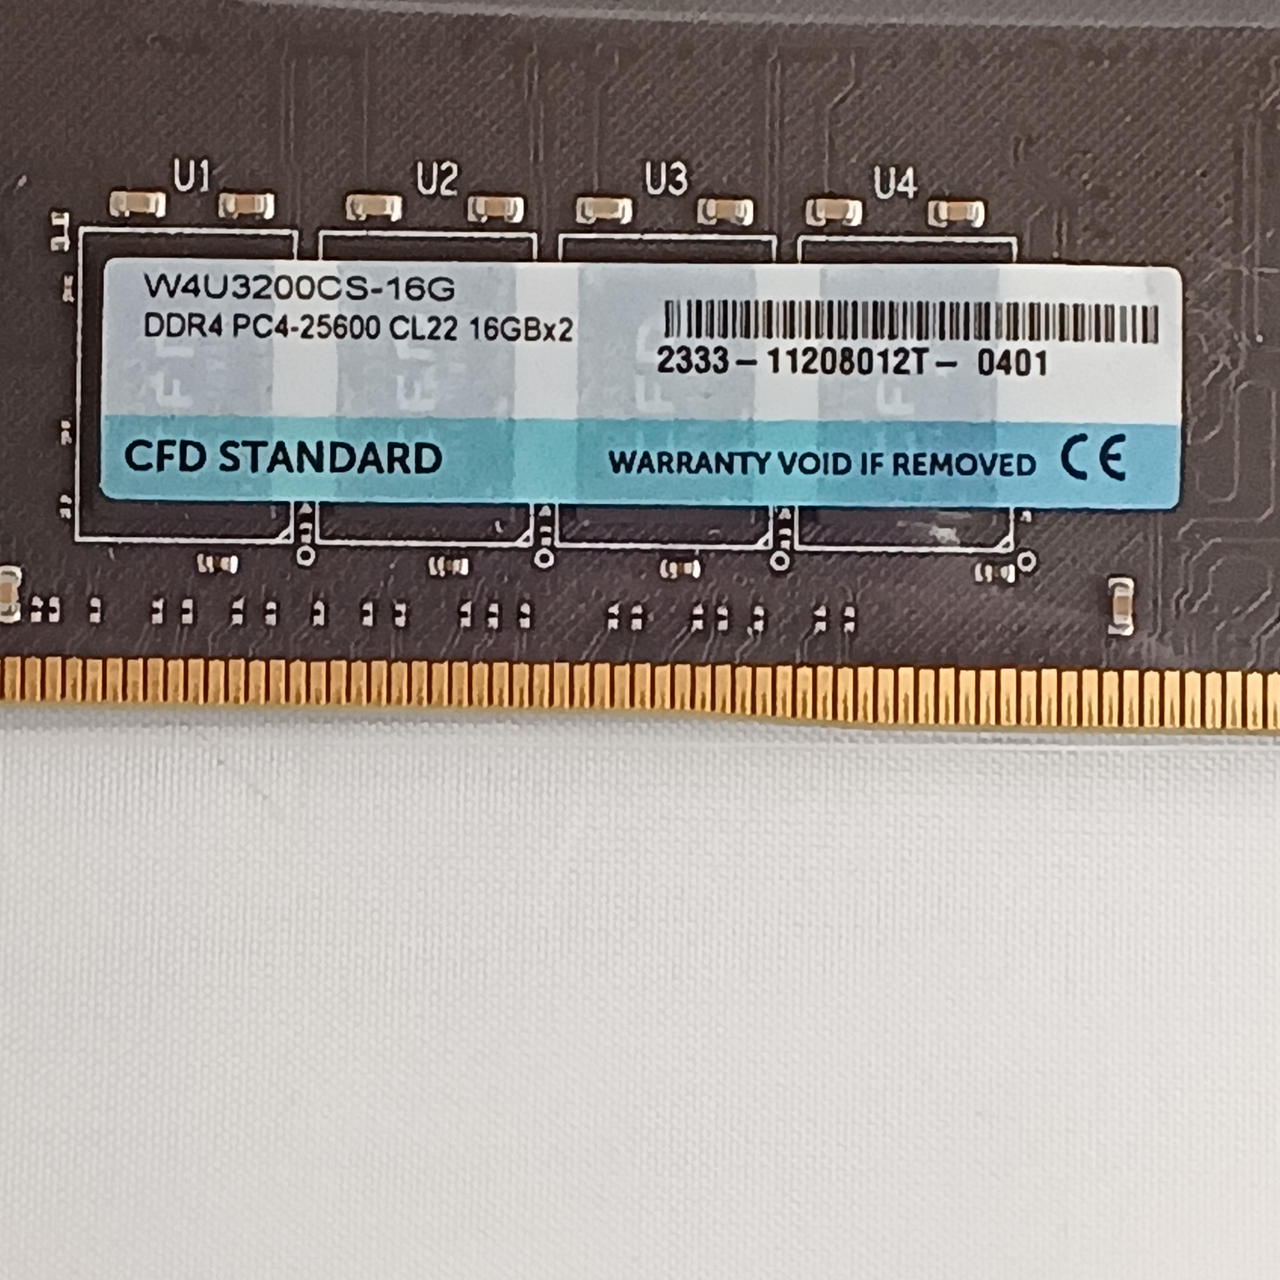 U1 U2 U3 U4
W4U3200CS-16G
DDR4 PC4-25600 CL22 16GBx2
2333-11208012T- 0401
CFD STANDARD
WARRANTY VOID IF REMOVED CE